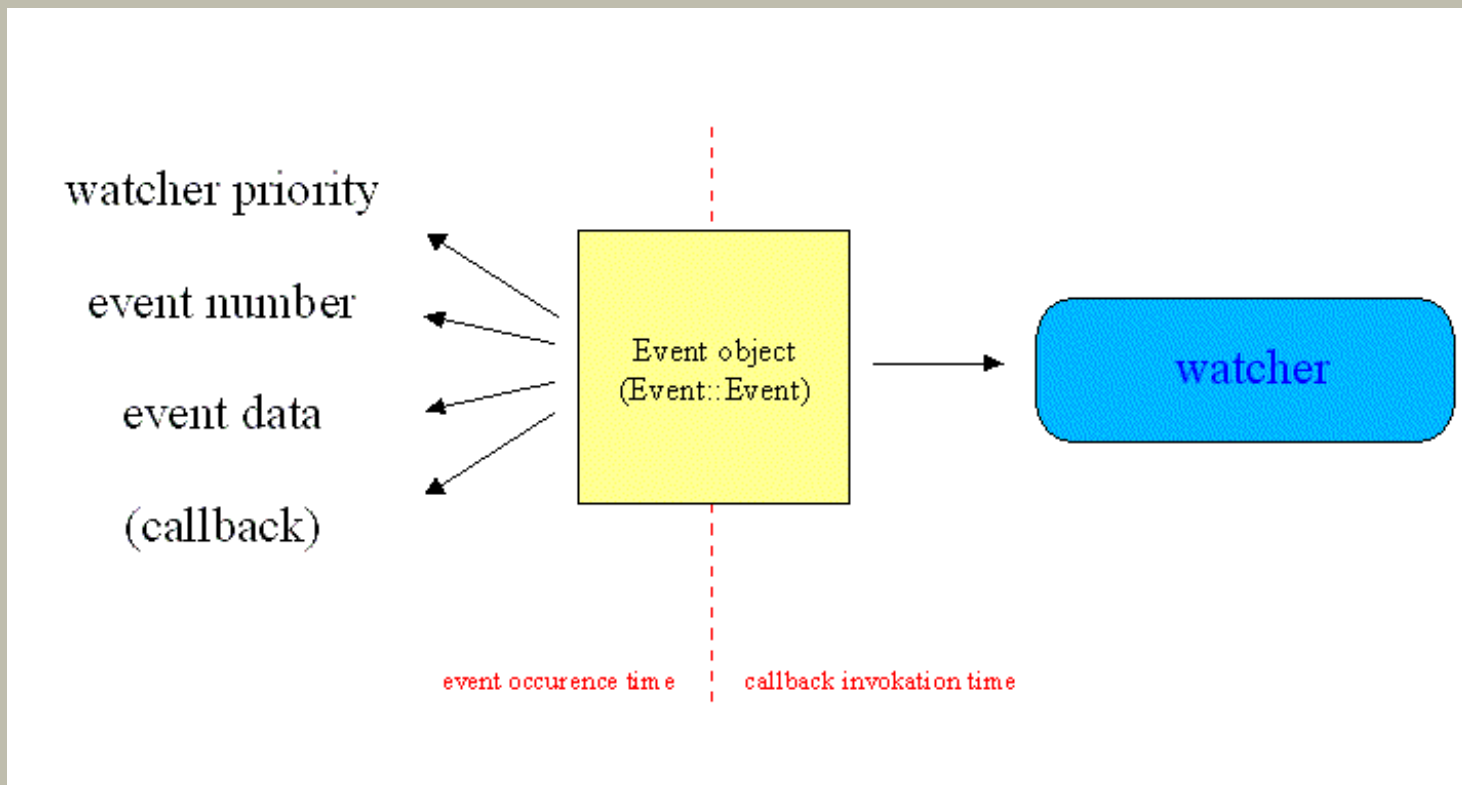 watcher priority
event number
event data
(callback)
Event object
(Event::Event)
watcher
event occurence time
callback invokation time